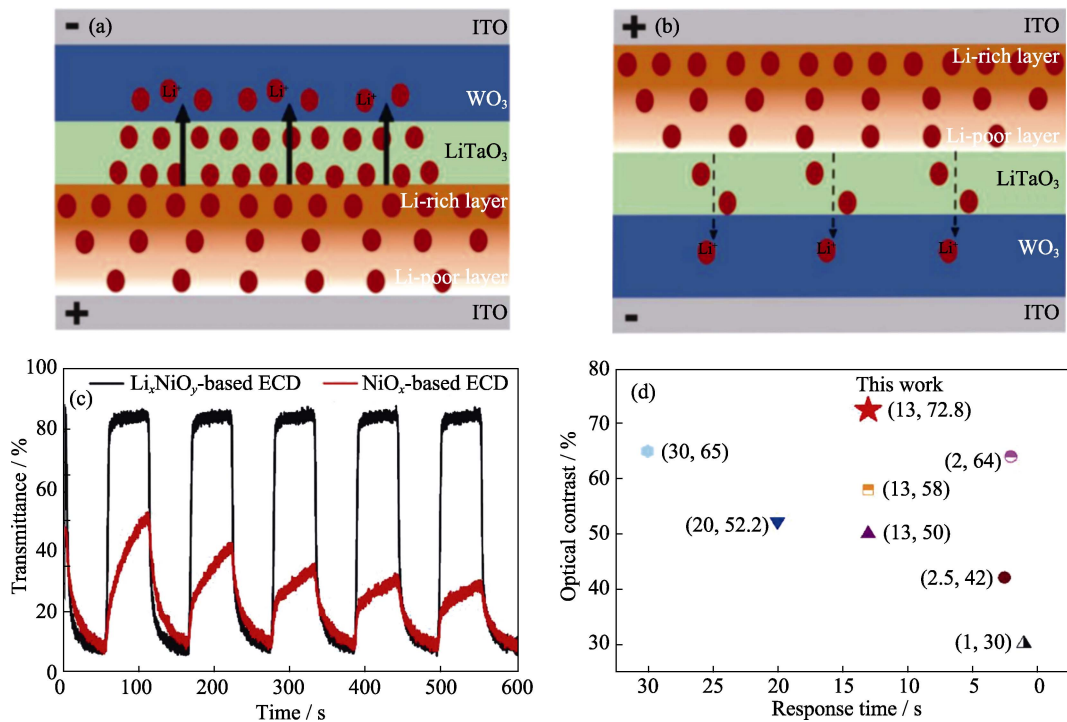 - (a) ITO
Li⁺ Li⁺ Li⁺
WO₃
LiTaO₃
Li-rich layer
Li-poor layer
+ ITO
+ (b) ITO
Li-rich layer
Li-poor layer
LiTaO₃
WO₃
Li⁺ Li⁺ Li⁺
- ITO
(c)
LiₓNiOᵧ-based ECD NiOₓ-based ECD
Transmittance / %
100
80
60
40
20
0
0 100 200 300 400 500 600
Time / s
(d)
This work
(13, 72.8)
(30, 65)
(2, 64)
(13, 58)
(20, 52.2)
(13, 50)
(2.5, 42)
(1, 30)
Optical contrast / %
80
70
60
50
40
30
30 25 20 15 10 5 0
Response time / s